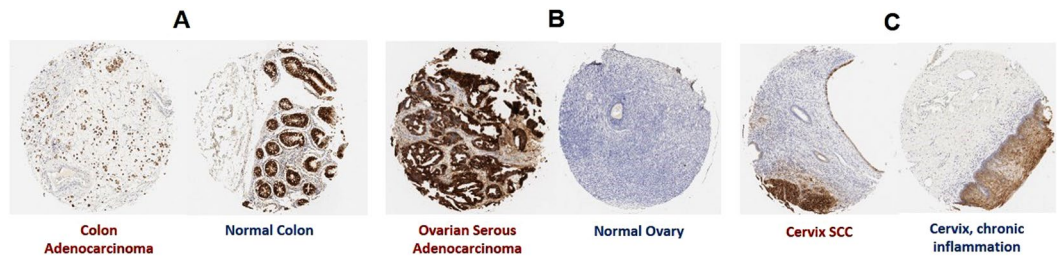 A
B
C
Colon
Adenocarcinoma
Normal Colon
Ovarian Serous
Adenocarcinoma
Normal Ovary
Cervix SCC
Cervix, chronic
inflammation